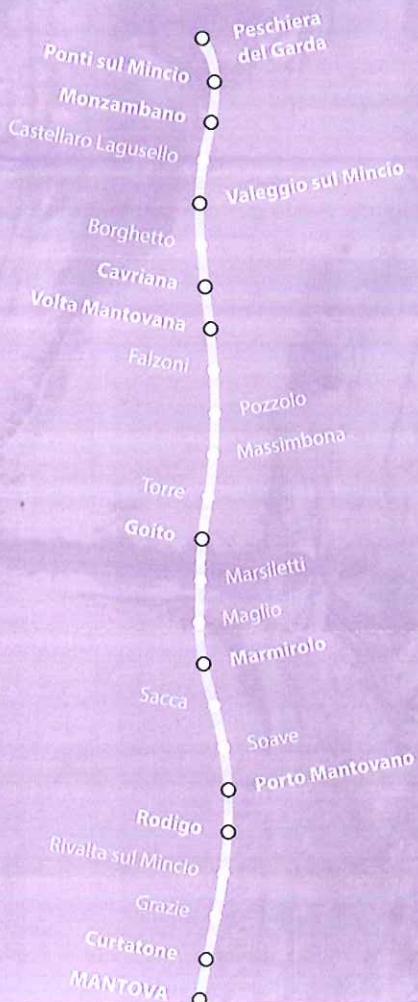 Peschiera
del Garda
Ponti sul Mincio
Monzambano
Castellaro Lagusello
Valeggio sul Mincio
Borghetto
Cavriana
Volta Mantovana
Falzoni
Pozzolo
Massimbona
Torre
Goito
Marsiletti
Maglio
Marmirolo
Sacca
Soave
Porto Mantovano
Rodigo
Rivalta sul Mincio
Grazie
Curtatone
MANTOVA